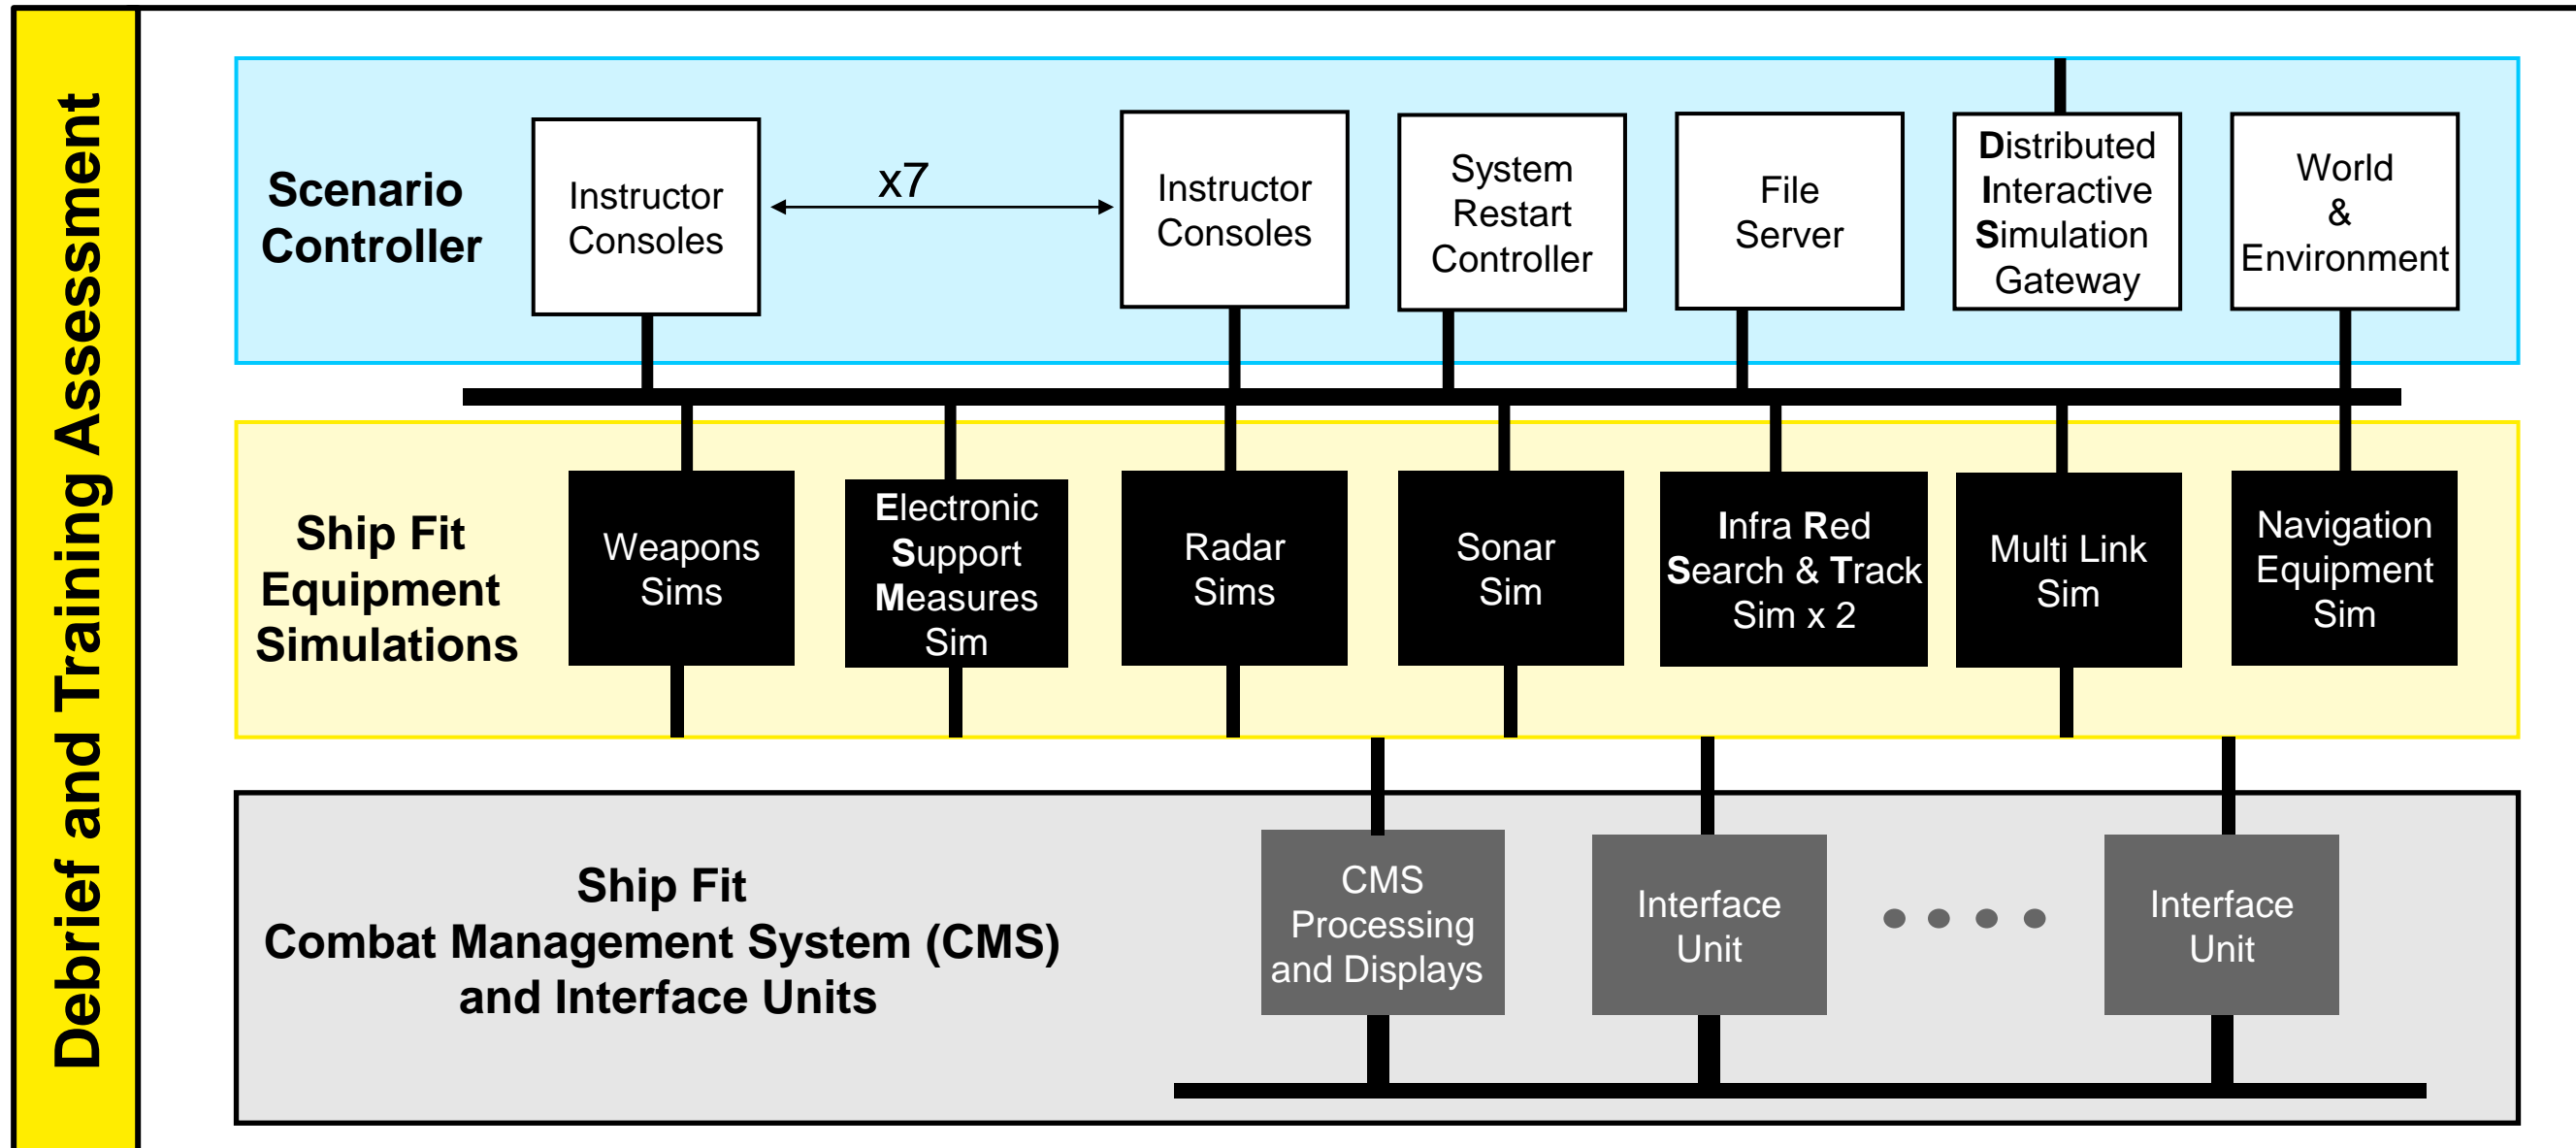 Debrief and Training Assessment
Scenario
Controller
Instructor
Consoles
x7
Instructor
Consoles
System
Restart
Controller
File
Server
Distributed
Interactive
Simulation
Gateway
World
&
Environment
Ship Fit
Equipment
Simulations
Weapons
Sims
Electronic
Support
Measures
Sim
Radar
Sims
Sonar
Sim
Infra Red
Search & Track
Sim x 2
Multi Link
Sim
Navigation
Equipment
Sim
Ship Fit
Combat Management System (CMS)
and Interface Units
CMS
Processing
and Displays
Interface
Unit
Interface
Unit